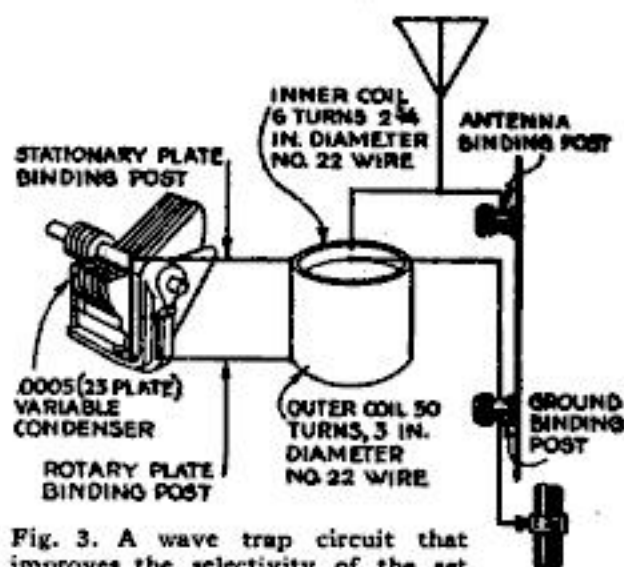 INNER COIL
6 TURNS 2 3/4
IN. DIAMETER
NO. 22 WIRE
ANTENNA
BINDING POST
STATIONARY PLATE
BINDING POST
.0005 (23 PLATE)
VARIABLE
CONDENSER
ROTARY PLATE
BINDING POST
OUTER COIL 50
TURNS, 3 IN.
DIAMETER
NO. 22 WIRE
GROUND
BINDING
POST
Fig. 3. A wave trap circuit that
improves the selectivity of the set